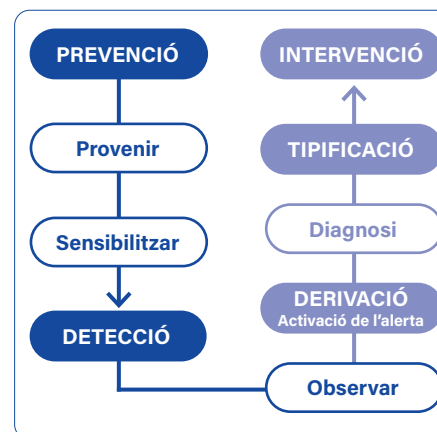 PREVENCIÓ
Provenir
Sensibilitzar
DETECCIÓ
Observar
DERIVACIÓ
Activació de l'alerta
Diagnosi
TIPIFICACIÓ
INTERVENCIÓ